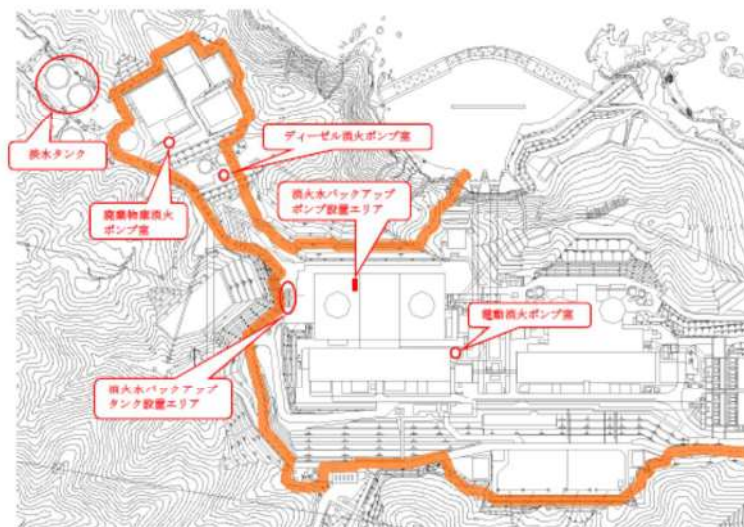 淡水タンク
ディーゼル消火ポンプ室
廃棄物庫消火
ポンプ室
消火水バックアップ
ポンプ設置エリア
電動消火ポンプ室
消火水バックアップ
タンク設置エリア